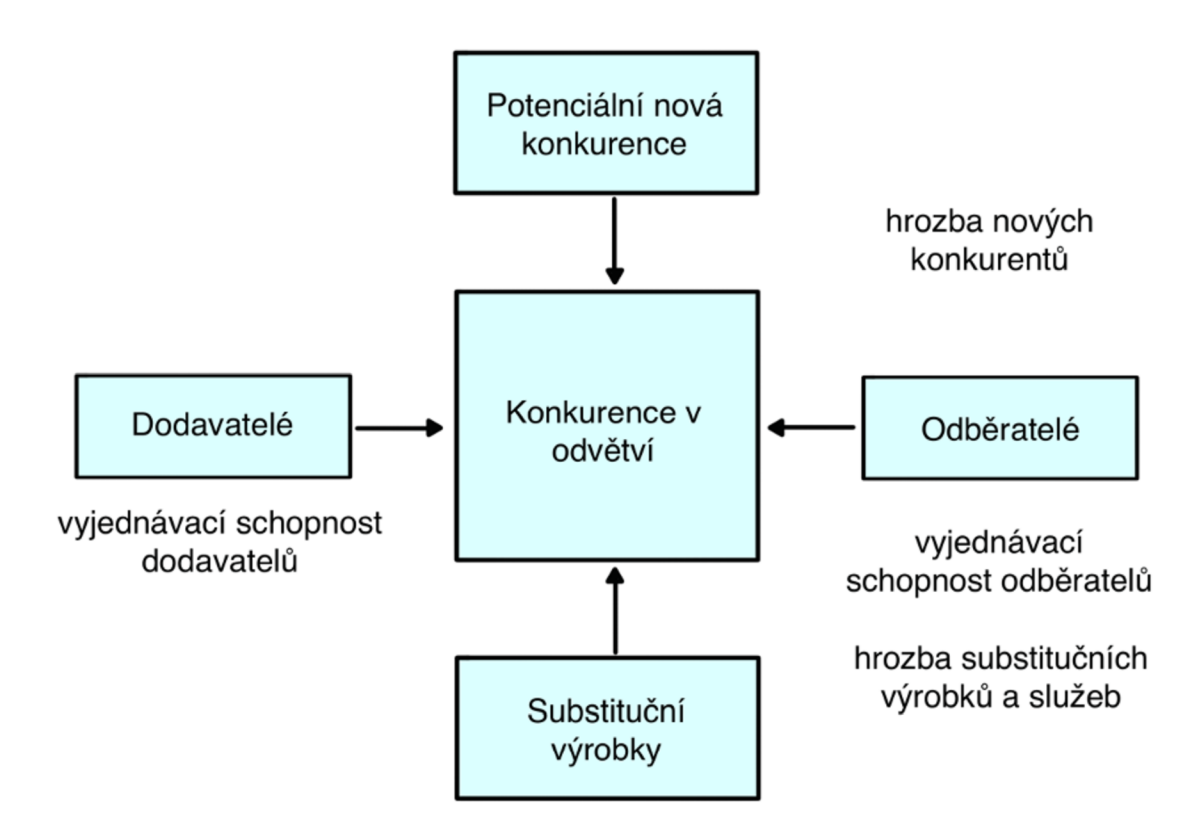 Potenciální nová
konkurence
hrozba nových
konkurentů
Dodavatelé
Konkurence v
odvětví
Odběratelé
vyjednávací schopnost
dodavatelů
vyjednávací
schopnost odběratelů
hrozba substitučních
výrobků a služeb
Substituční
výrobky